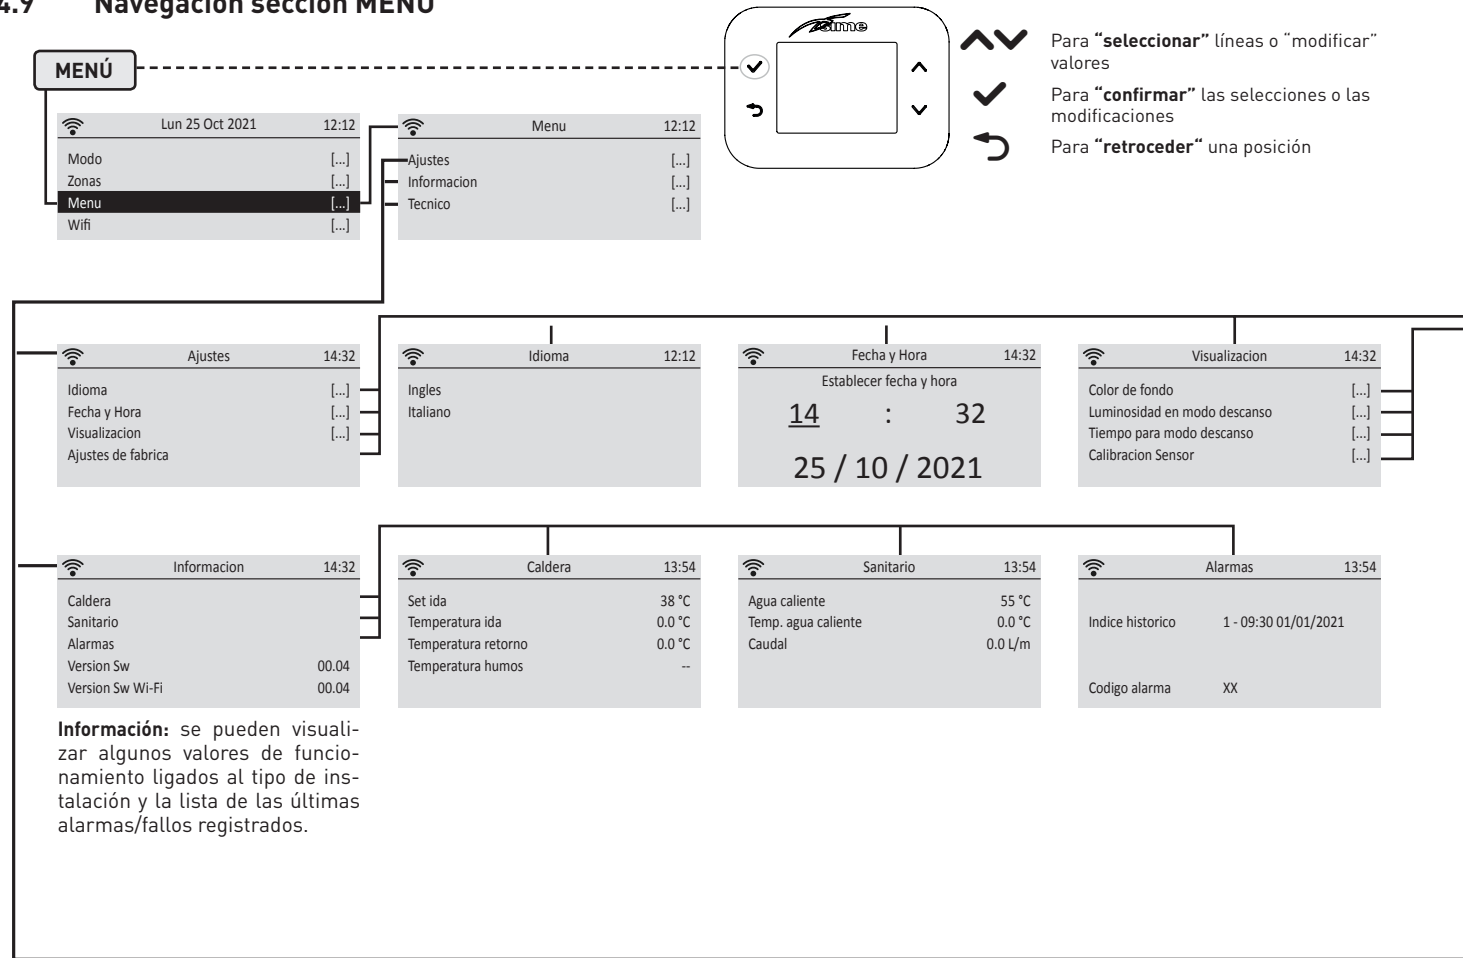 4.9 Navegación sección MENÚ
sime
Para “seleccionar” líneas o “modificar”
valores
Para “confirmar” las selecciones o las
modificaciones
Para “retroceder“ una posición
MENÚ
Lun 25 Oct 2021 12:12
Modo [...]
Zonas [...]
Menu [...]
Wifi [...]
Menu 12:12
Ajustes [...]
Informacion [...]
Tecnico [...]
Ajustes 14:32
Idioma [...]
Fecha y Hora [...]
Visualizacion [...]
Ajustes de fabrica
Idioma 12:12
Ingles
Italiano
Fecha y Hora 14:32
Establecer fecha y hora
14 : 32
25 / 10 / 2021
Visualizacion 14:32
Color de fondo [...]
Luminosidad en modo descanso [...]
Tiempo para modo descanso [...]
Calibracion Sensor [...]
Informacion 14:32
Caldera
Sanitario
Alarmas
Version Sw 00.04
Version Sw Wi-Fi 00.04
Caldera 13:54
Set ida 38 °C
Temperatura ida 0.0 °C
Temperatura retorno 0.0 °C
Temperatura humos --
Sanitario 13:54
Agua caliente 55 °C
Temp. agua caliente 0.0 °C
Caudal 0.0 L/m
Alarmas 13:54
Indice historico 1 - 09:30 01/01/2021
Codigo alarma XX
Información: se pueden visuali-
zar algunos valores de funcio-
namiento ligados al tipo de ins-
talación y la lista de las últimas
alarmas/fallos registrados.